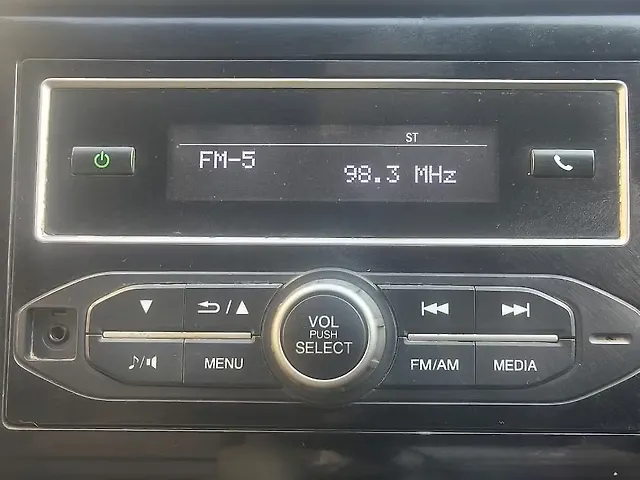 ST
FM-5
98.3 MHz
VOL
PUSH
SELECT
MENU
FM/AM
MEDIA